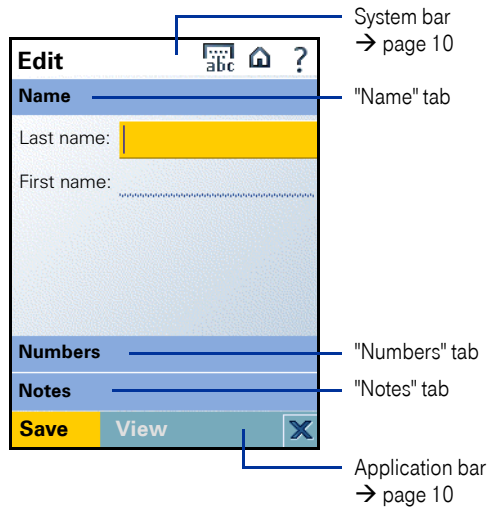 System bar
→ page 10
Edit
abc
?
Name
"Name" tab
Last name:
First name:
Numbers
"Numbers" tab
Notes
"Notes" tab
Save
View
X
Application bar
→ page 10